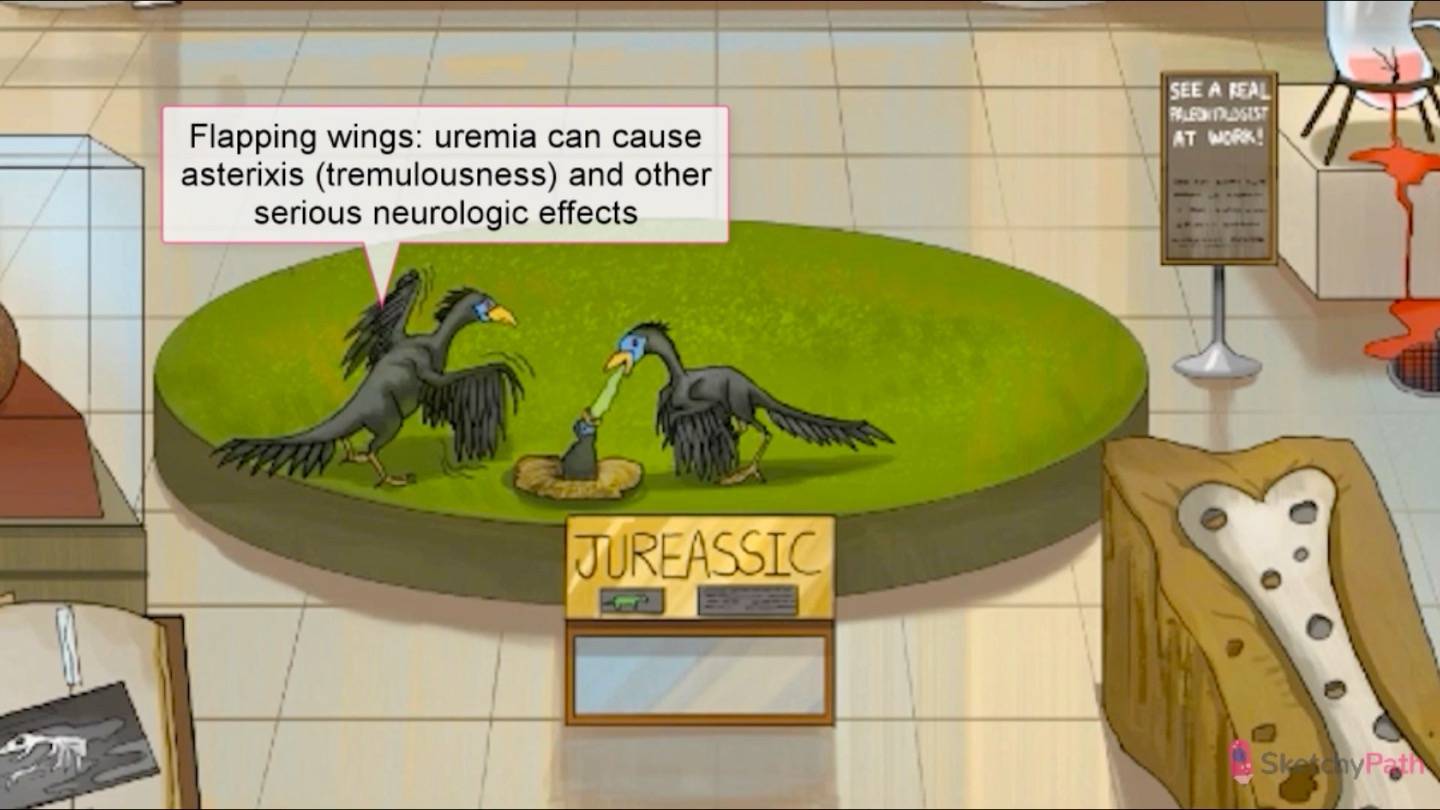 Flapping wings: uremia can cause
asterixis (tremulousness) and other
serious neurologic effects
SEE A REAL
PALEONTOLOGIST
AT WORK!
JUREASSIC
SketchyPath